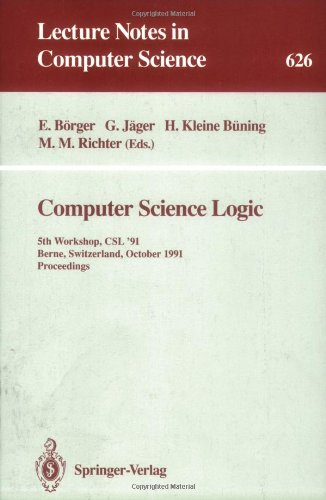 Lecture Notes in
Computer Science
626
E. Börger G. Jäger H. Kleine Büning
M. M. Richter (Eds.)
Computer Science Logic
5th Workshop, CSL '91
Berne, Switzerland, October 1991
Proceedings
Springer-Verlag